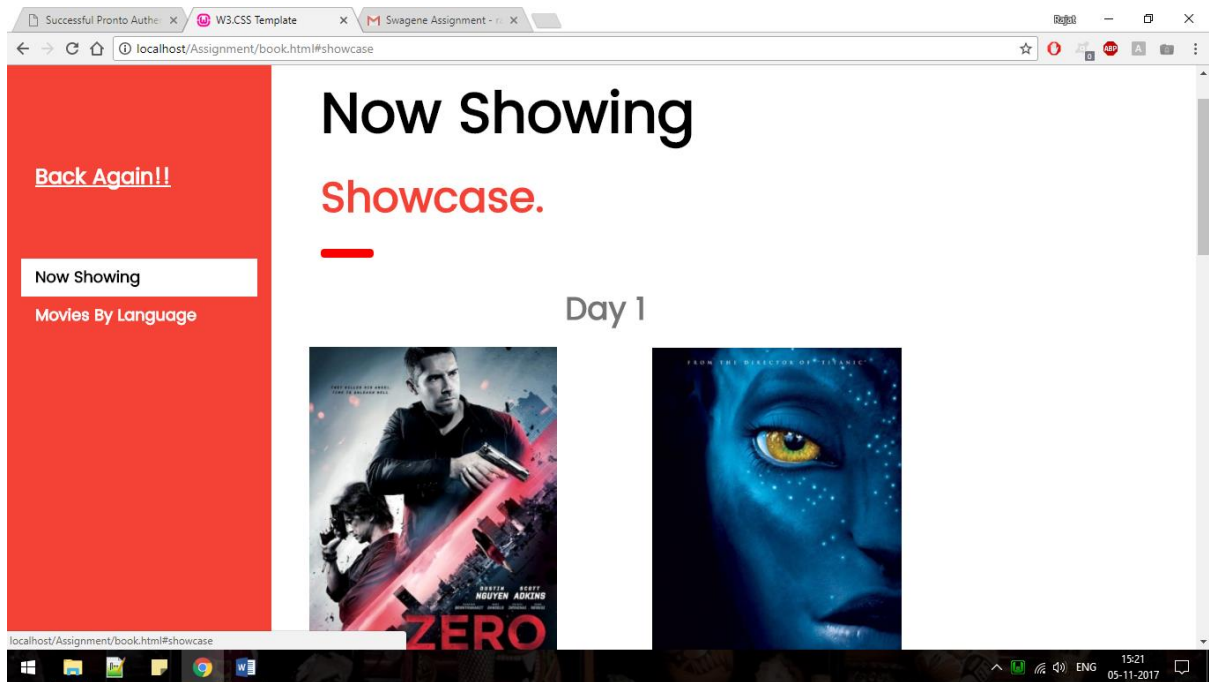 Successful Pronto Authe
W3.CSS Template
Swagene Assignment - r
Rajat
localhost/Assignment/book.html#showcase
0
ABP
A
Now Showing
Back Again!!
Showcase.
Now Showing
Movies By Language
Day 1
FROM THE DIRECTOR OF "TITANIC"
DUSTIN SCOTT
NGUYEN ADKINS
ZERO
localhost/Assignment/book.html#showcase
ENG
15:21
05-11-2017